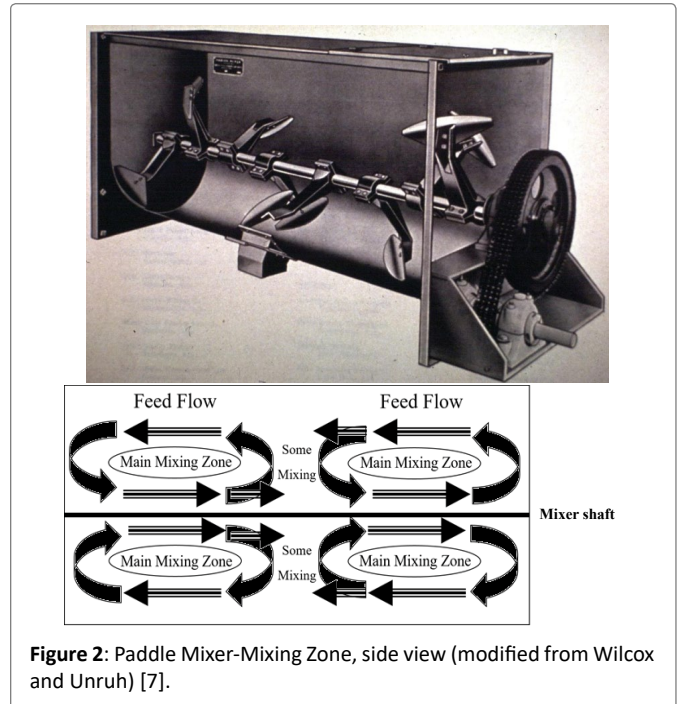 Feed Flow
Feed Flow
Main Mixing Zone
Some
Mixing
Main Mixing Zone
Mixer shaft
Main Mixing Zone
Some
Mixing
Main Mixing Zone
Figure 2: Paddle Mixer-Mixing Zone, side view (modified from Wilcox
and Unruh) [7].